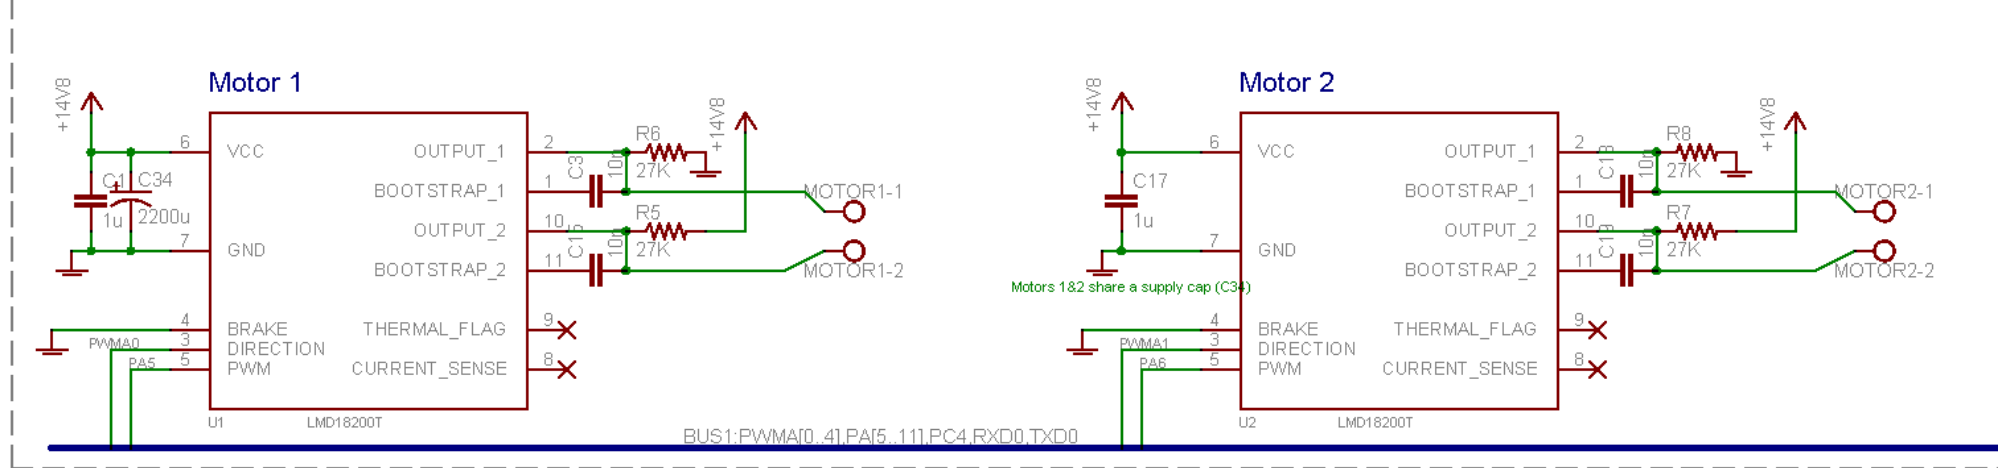 Motor 1
+14V8
6
VCC
C1
C34
1u
2200u
7
GND
4
BRAKE
PWMA0
3
DIRECTION
PA5
5
PWM
U1
LMD18200T
OUTPUT_1
2
BOOTSTRAP_1
1
OUTPUT_2
10
BOOTSTRAP_2
11
THERMAL_FLAG
9
CURRENT_SENSE
8
C3
10n
R6
27K
+14V8
C15
10n
R5
27K
MOTOR1-1
MOTOR1-2
Motor 2
+14V8
6
VCC
C17
1u
7
GND
Motors 1&2 share a supply cap (C34)
4
BRAKE
PWMA1
3
DIRECTION
PA6
5
PWM
U2
LMD18200T
OUTPUT_1
2
BOOTSTRAP_1
1
OUTPUT_2
10
BOOTSTRAP_2
11
THERMAL_FLAG
9
CURRENT_SENSE
8
C18
10n
R8
27K
+14V8
C19
10n
R7
27K
MOTOR2-1
MOTOR2-2
BUS1:PWMA[0..4],PA[5..11],PC4,RXD0,TXD0